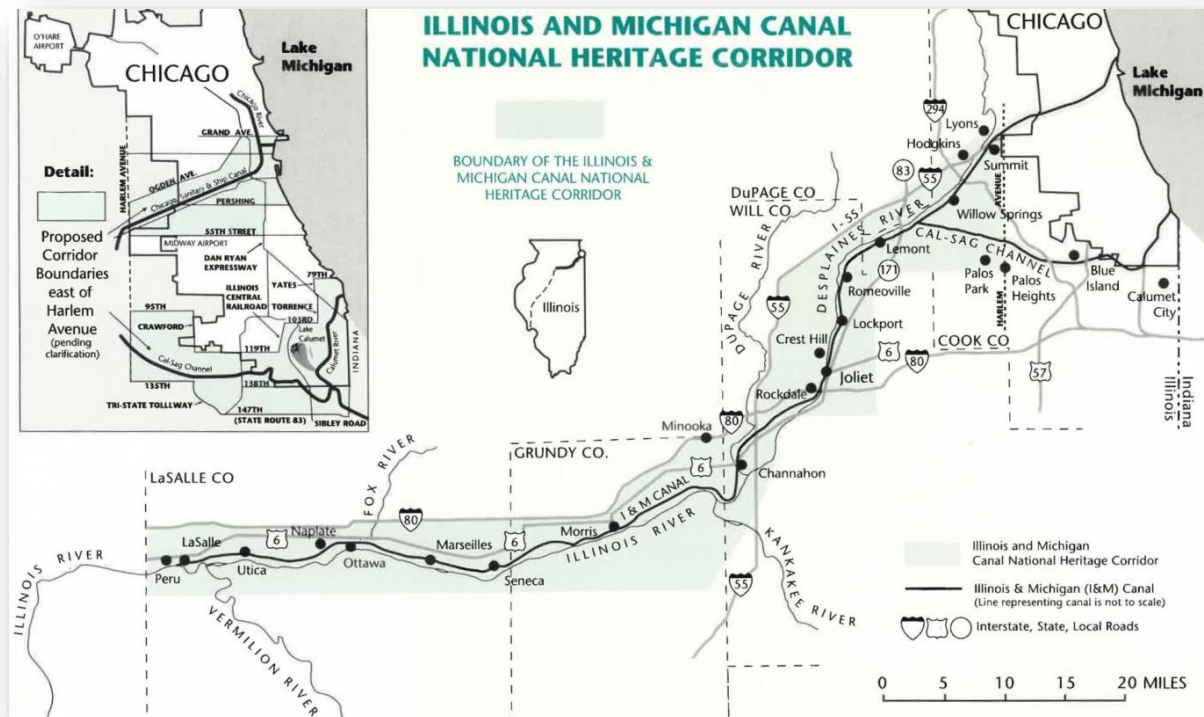 ILLINOIS AND MICHIGAN CANAL
NATIONAL HERITAGE CORRIDOR
BOUNDARY OF THE ILLINOIS &
MICHIGAN CANAL NATIONAL
HERITAGE CORRIDOR
Illinois
O'HARE
AIRPORT
CHICAGO
Lake
Michigan
Chicago River
GRAND AVE.
OGDEN AVE.
Chicago Sanitary & Ship Canal
HARLEM AVENUE
PERSHING
55TH STREET
MIDWAY AIRPORT
DAN RYAN
EXPRESSWAY
79TH
YATES
ILLINOIS
CENTRAL
RAILROAD
TORRENCE
103RD
95TH
CRAWFORD
119TH
Lake
Calumet
Calumet River
INDIANA
Cal-Sag Channel
135TH
138TH
TRI-STATE TOLLLWAY
147TH
(STATE ROUTE 83)
SIBLEY ROAD
Detail:
Proposed
Corridor
Boundaries
east of
Harlem
Avenue
(pending
clarification)
CHICAGO
Lake
Michigan
294
Lyons
Hodgkins
Summit
55
83
AVENUE
Willow Springs
DuPAGE CO
WILL CO
I-55
DESPLAINES RIVER
DUPAGE RIVER
Lemont
CAL-SAG CHANNEL
171
Palos
Park
Palos
Heights
HARLEM
Blue
Island
Calumet
City
Romeoville
55
Lockport
Crest Hill
6
80
COOK CO
57
Indiana
Illinois
Joliet
Rockdale
Minooka
80
GRUNDY CO.
6
Channahon
LaSALLE CO
FOX RIVER
I&M CANAL
Morris
ILLINOIS RIVER
KANKAKEE RIVER
55
80
6
Naplate
6
LaSalle
Marseilles
ILLINOIS RIVER
Peru
Utica
Ottawa
Seneca
VERMILION RIVER
Illinois and Michigan
Canal National Heritage Corridor
Illinois & Michigan (I&M) Canal
(Line representing canal is not to scale)
Interstate, State, Local Roads
0 5 10 15 20 MILES